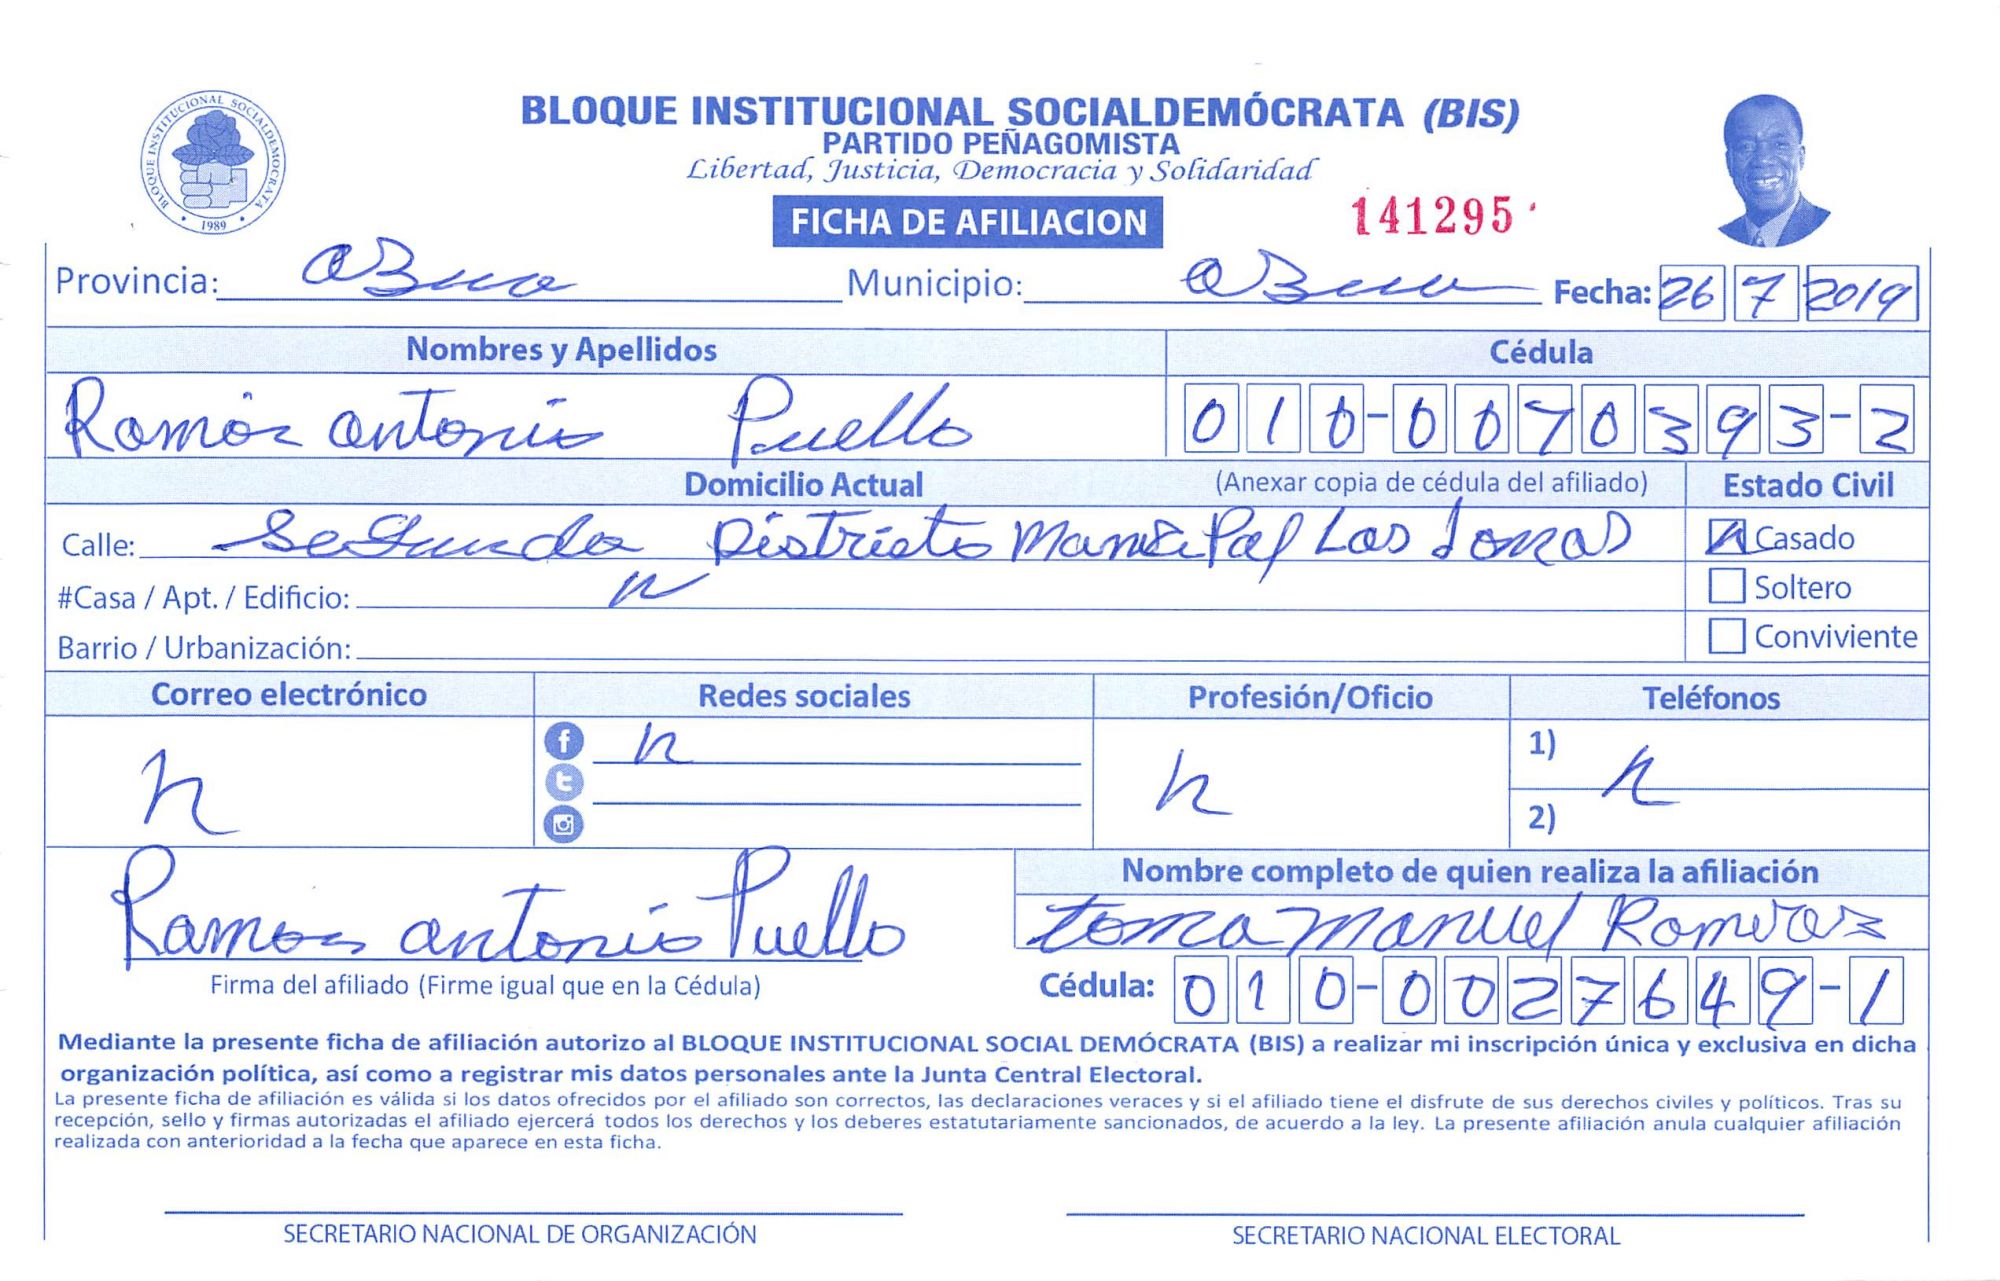 BLOQUE INSTITUCIONAL SOCIALDEMOCRATA
1989
BLOQUE INSTITUCIONAL SOCIALDEMÓCRATA (BIS)
PARTIDO PEÑAGOMISTA
Libertad, Justicia, Democracia y Solidaridad
FICHA DE AFILIACION 141295
Provincia: Municipio: Fecha: 26 7 2019
Nombres y Apellidos Cédula
Ramón antonio Puello 010-0070393-2
Domicilio Actual (Anexar copia de cédula del afiliado) Estado Civil
Calle: Segunda Distrieto Las Lomas Casado
#Casa / Apt. / Edificio: n Soltero
Barrio / Urbanización: Conviviente
Correo electrónico Redes sociales Profesión/Oficio Teléfonos
n n n 1) n
2)
Ramon antonio Puello
Nombre completo de quien realiza la afiliación
toma manuel
Firma del afiliado (Firme igual que en la Cédula) Cédula: 010-0027649-1
Mediante la presente ficha de afiliación autorizo al BLOQUE INSTITUCIONAL SOCIAL DEMÓCRATA (BIS) a realizar mi inscripción única y exclusiva en dicha
organización política, así como a registrar mis datos personales ante la Junta Central Electoral.
La presente ficha de afiliación es válida si los datos ofrecidos por el afiliado son correctos, las declaraciones veraces y si el afiliado tiene el disfrute de sus derechos civiles y políticos. Tras su
recepción, sello y firmas autorizadas el afiliado ejercerá todos los derechos y los deberes estatutariamente sancionados, de acuerdo a la ley. La presente afiliación anula cualquier afiliación
realizada con anterioridad a la fecha que aparece en esta ficha.
SECRETARIO NACIONAL DE ORGANIZACIÓN SECRETARIO NACIONAL ELECTORAL